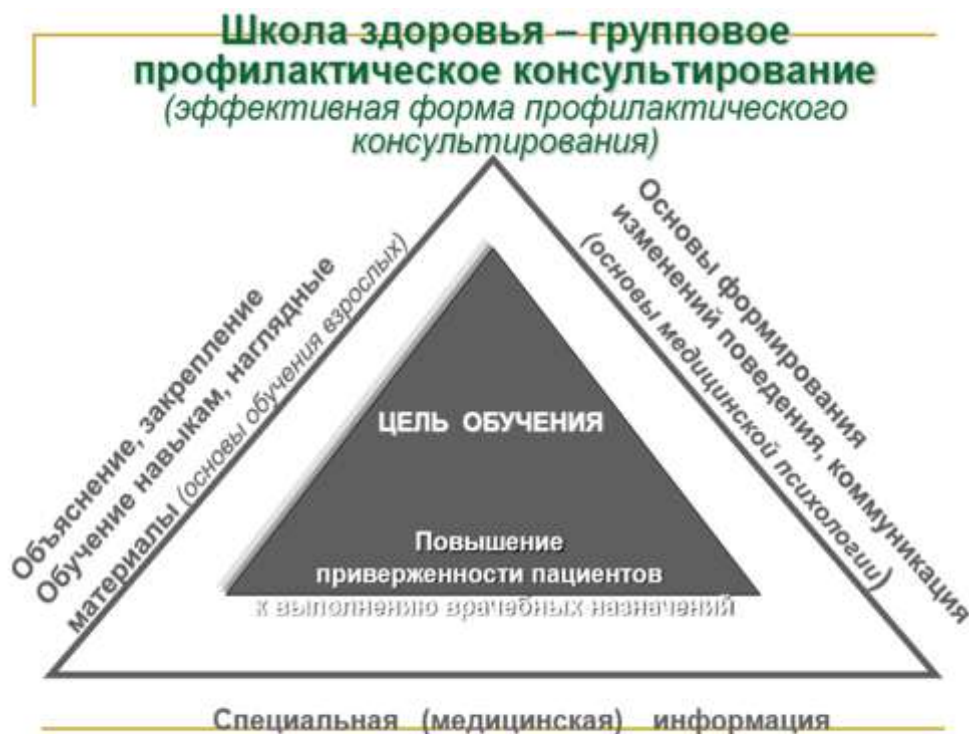 Школа здоровья – групповое
профилактическое консультирование
(эффективная форма профилактического
консультирования)
Объяснение, закрепление
Обучение навыкам, наглядные
материалы (основы обучения взрослых)
Основы формирования
изменений поведения, коммуникация
(основы медицинской психологии)
ЦЕЛЬ ОБУЧЕНИЯ
Повышение
приверженности пациентов
к выполнению врачебных назначений
Специальная (медицинская) информация